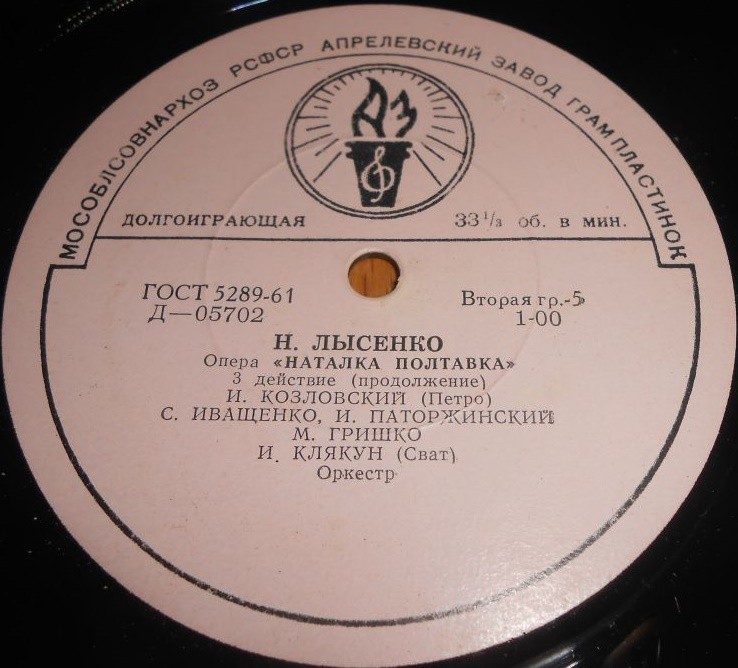 МОСОБЛСОВНАРХОЗ РСФСР АПРЕЛЕВСКИЙ ЗАВОД ГРАМПЛАСТИНОК
АЗ
ДОЛГОИГРАЮЩАЯ 33 1/3 об. в мин.
ГОСТ 5289-61 Вторая гр.-5
Д—05702 1-00
Н. ЛЫСЕНКО
Опера «НАТАЛКА ПОЛТАВКА»
3 действие (продолжение)
И. КОЗЛОВСКИЙ (Петро)
С. ИВАЩЕНКО, И. ПАТОРЖИНСКИЙ
М. ГРИШКО
И. КЛЯКУН (Сват)
Оркестр